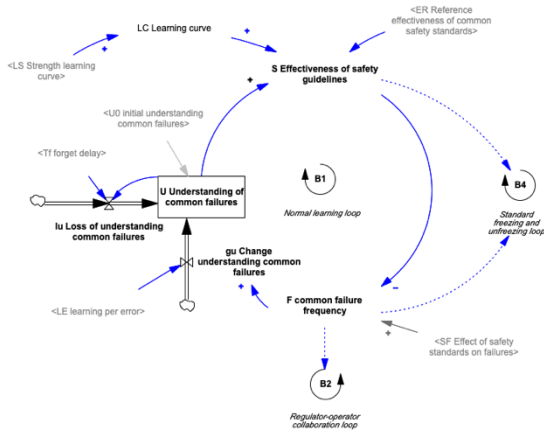 LC Learning curve
<ER Reference
effectiveness of common
safety standards>
+
+
<LS Strength learning
curve>
+
S Effectiveness of safety
guidelines
+
<U0 initial understanding
common failures>
<Tf forget delay>
U Understanding of
common failures
B1
B4
lu Loss of understanding
common failures
Normal learning loop
Standard
freezing and
unfreezing loop
gu Change
understanding common
failures
+
–
<LE learning per error>
F common failure
frequency
+
<SF Effect of safety
standards on failures>
B2
Regulator-operator
collaboration loop